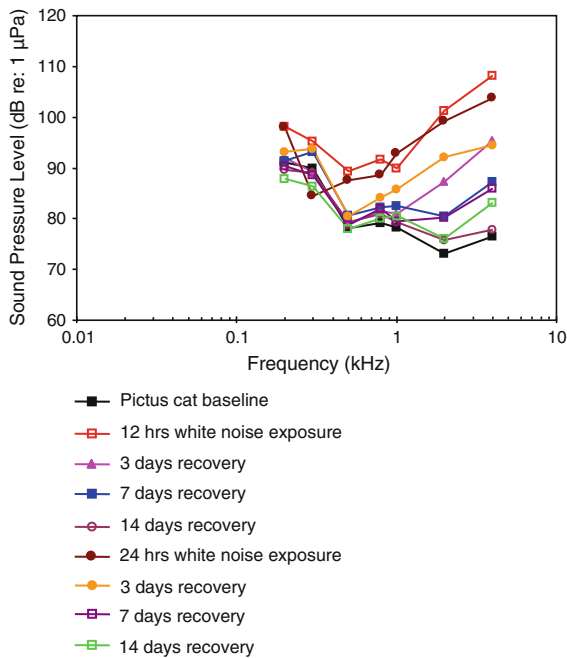 Sound Pressure Level (dB re: 1 µPa)
120
110
100
90
80
70
60
0.01
0.1
1
10
Frequency (kHz)
Pictus cat baseline
12 hrs white noise exposure
3 days recovery
7 days recovery
14 days recovery
24 hrs white noise exposure
3 days recovery
7 days recovery
14 days recovery